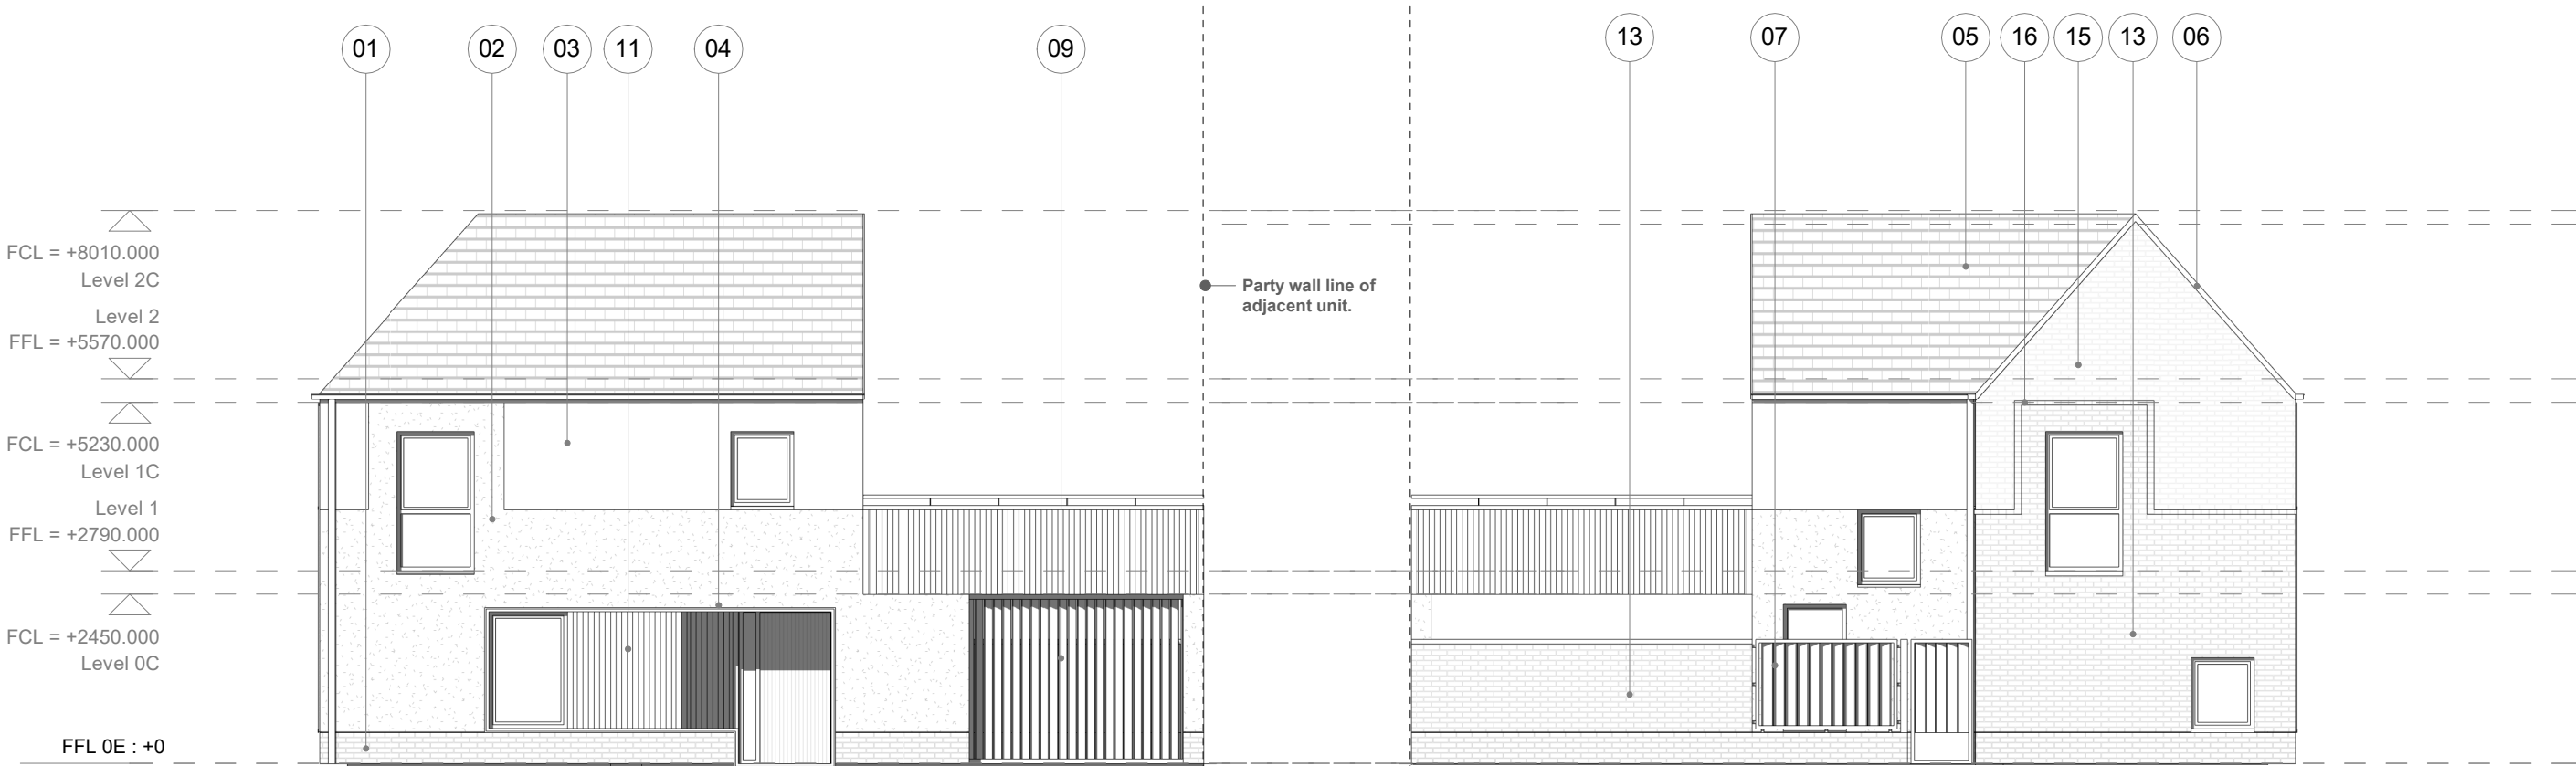 01
02
03
11
04
09
13
07
05
16
15
13
06
FCL = +8010.000
Level 2C
Level 2
FFL = +5570.000
Party wall line of
adjacent unit.
FCL = +5230.000
Level 1C
Level 1
FFL = +2790.000
FCL = +2450.000
Level 0C
FFL 0E : +0